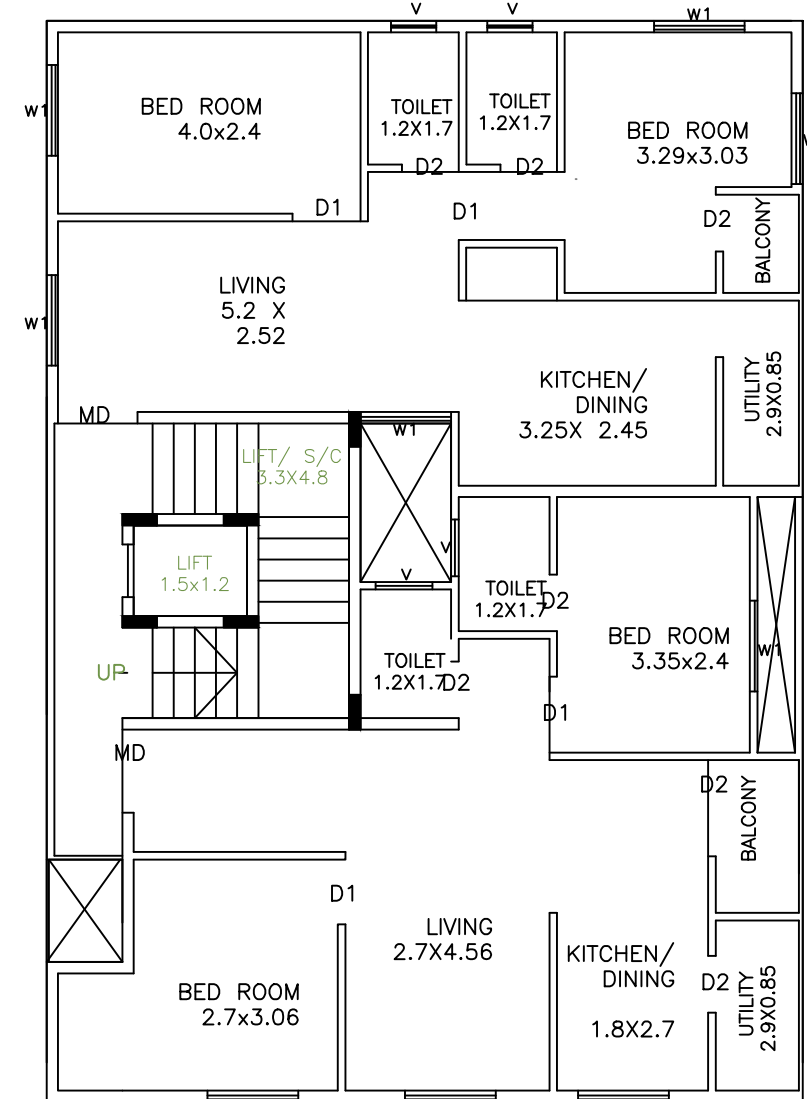 V
V
W1
W1
BED ROOM
4.0x2.4
TOILET
1.2X1.7
TOILET
1.2X1.7
BED ROOM
3.29x3.03
D2
D2
D1
D1
D2
BALCONY
LIVING
5.2 X
2.52
W1
KITCHEN/
DINING
3.25X 2.45
UTILITY
2.9X0.85
MD
W1
LIFT/ S/C
3.3X4.8
LIFT
1.5x1.2
V
V
TOILET
1.2X1.7
D2
BED ROOM
3.35x2.4
W1
TOILET
1.2X1.7
D2
UP
D1
MD
D2
BALCONY
D1
LIVING
2.7X4.56
KITCHEN/
DINING
1.8X2.7
D2
UTILITY
2.9X0.85
BED ROOM
2.7x3.06